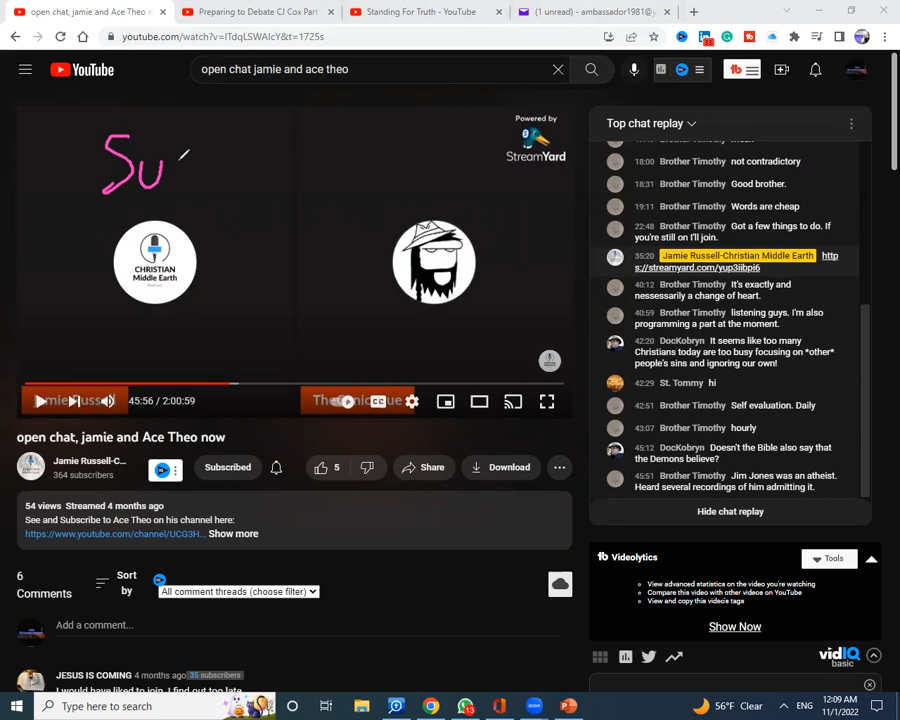 open chat, jamie and Ace Theo n
Preparing to Debate CJ Cox Part
Standing For Truth - YouTube
(1 unread) - ambassador1981@y
youtube.com/watch?v=ITdqLSWAIcY&t=1725s
33
YouTube
open chat jamie and ace theo
Su
Powered by
StreamYard
CHRISTIAN
Middle Earth
PODCAST
45:56 / 2:00:59
CC
open chat, jamie and Ace Theo now
Jamie Russell-C...
364 subscribers
Subscribed
5
Share
Download
54 views Streamed 4 months ago
See and Subscribe to Ace Theo on his channel here:
https://www.youtube.com/channel/UCG3H... Show more
6
Comments
Sort
by
All comment threads (choose filter)
Add a comment...
JESUS IS COMING 4 months ago 35 subscribers
I would have liked to join. I find out too late
Top chat replay
18:00 Brother Timothy not contradictory
18:31 Brother Timothy Good brother.
19:11 Brother Timothy Words are cheap
22:48 Brother Timothy Got a few things to do. If
you're still on I'll join.
35:20 Jamie Russell-Christian Middle Earth http
s://streamyard.com/yup3iibpi6
40:12 Brother Timothy It's exactly and
nessessarily a change of heart.
40:59 Brother Timothy listening guys. I'm also
programming a part at the moment.
42:20 DocKobryn It seems like too many
Christians today are too busy focusing on *other*
people's sins and ignoring our own!
42:29 St. Tommy hi
42:51 Brother Timothy Self evaluation. Daily
43:07 Brother Timothy hourly
45:12 DocKobryn Doesn't the Bible also say that
the Demons believe?
45:51 Brother Timothy Jim Jones was an atheist.
Heard several recordings of him admitting it.
Hide chat replay
tb Videolytics
Tools
View advanced statistics on the video you're watching
Compare this video with other videos on YouTube
View and copy this video's tags
Show Now
vidIQ
basic
Type here to search
13
zoom
56°F Clear
12:09 AM
11/1/2022